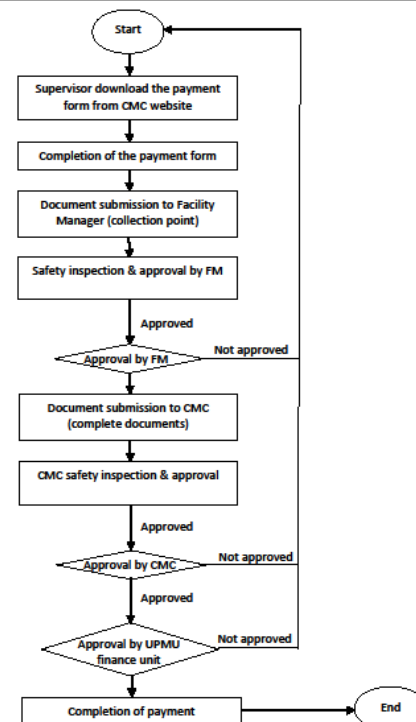 Start
Supervisor download the payment
form from CMC website
Completion of the payment form
Document submission to Facility
Manager (collection point)
Safety inspection & approval by FM
Approved
Approval by FM
Not approved
Document submission to CMC
(complete documents)
CMC safety inspection & approval
Approved
Approval by CMC
Not approved
Approved
Approval by UPMU
finance unit
Not approved
Completion of payment
End